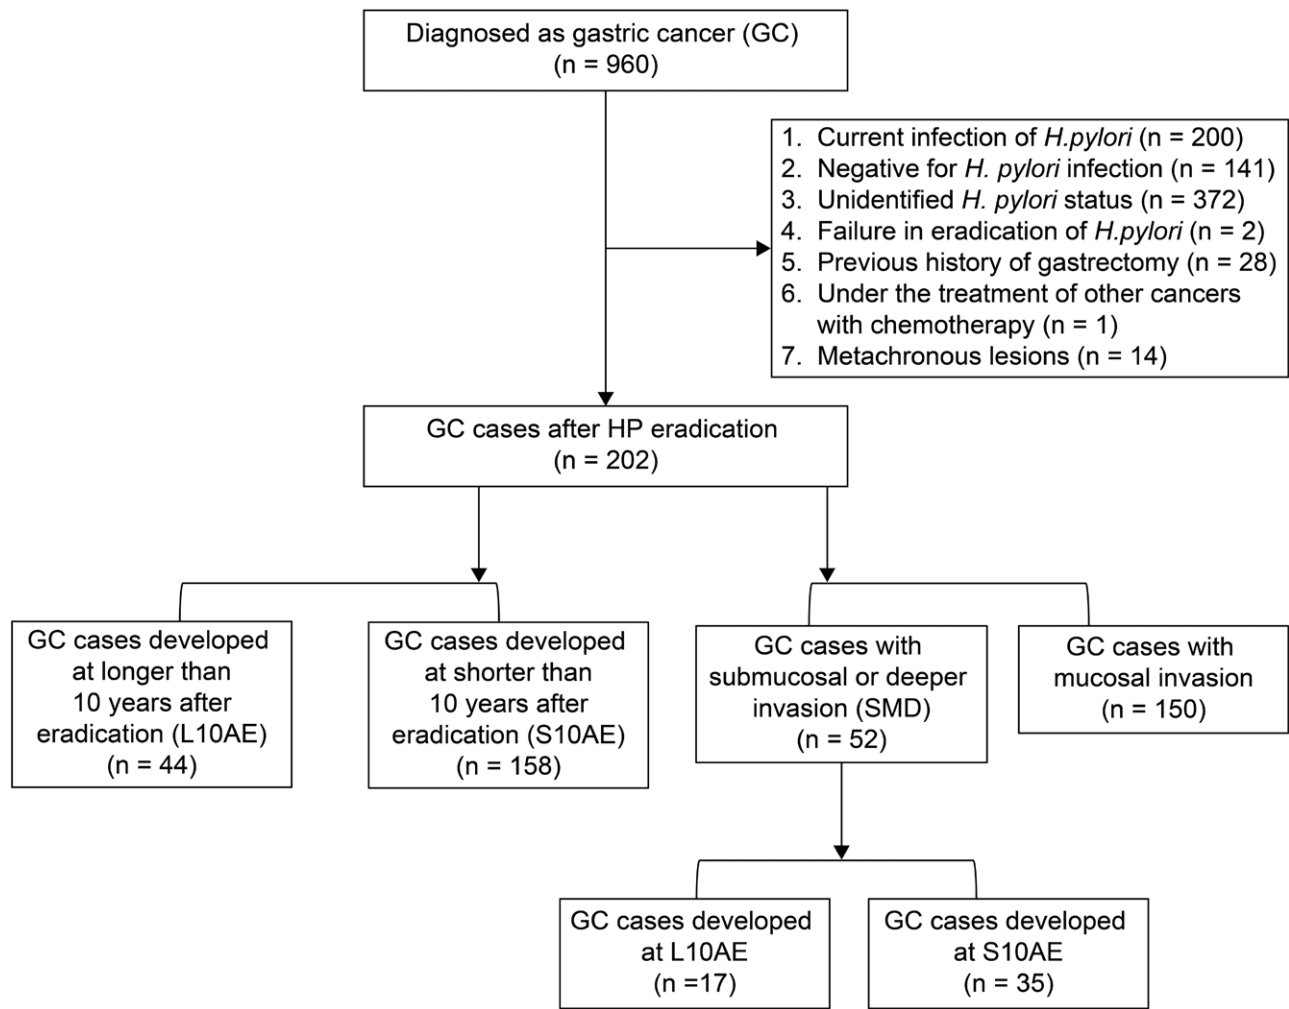 Diagnosed as gastric cancer (GC)
(n = 960)
1. Current infection of H.pylori (n = 200)
2. Negative for H. pylori infection (n = 141)
3. Unidentified H. pylori status (n = 372)
4. Failure in eradication of H.pylori (n = 2)
5. Previous history of gastrectomy (n = 28)
6. Under the treatment of other cancers
with chemotherapy (n = 1)
7. Metachronous lesions (n = 14)
GC cases after HP eradication
(n = 202)
GC cases developed
at longer than
10 years after
eradication (L10AE)
(n = 44)
GC cases developed
at shorter than
10 years after
eradication (S10AE)
(n = 158)
GC cases with
submucosal or deeper
invasion (SMD)
(n = 52)
GC cases with
mucosal invasion
(n = 150)
GC cases developed
at L10AE
(n =17)
GC cases developed
at S10AE
(n = 35)